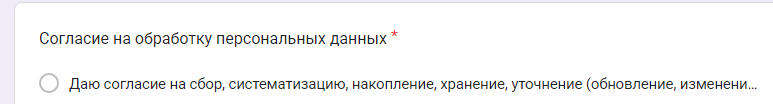 Согласие на обработку персональных данных *
Даю согласие на сбор, систематизацию, накопление, хранение, уточнение (обновление, изменени...